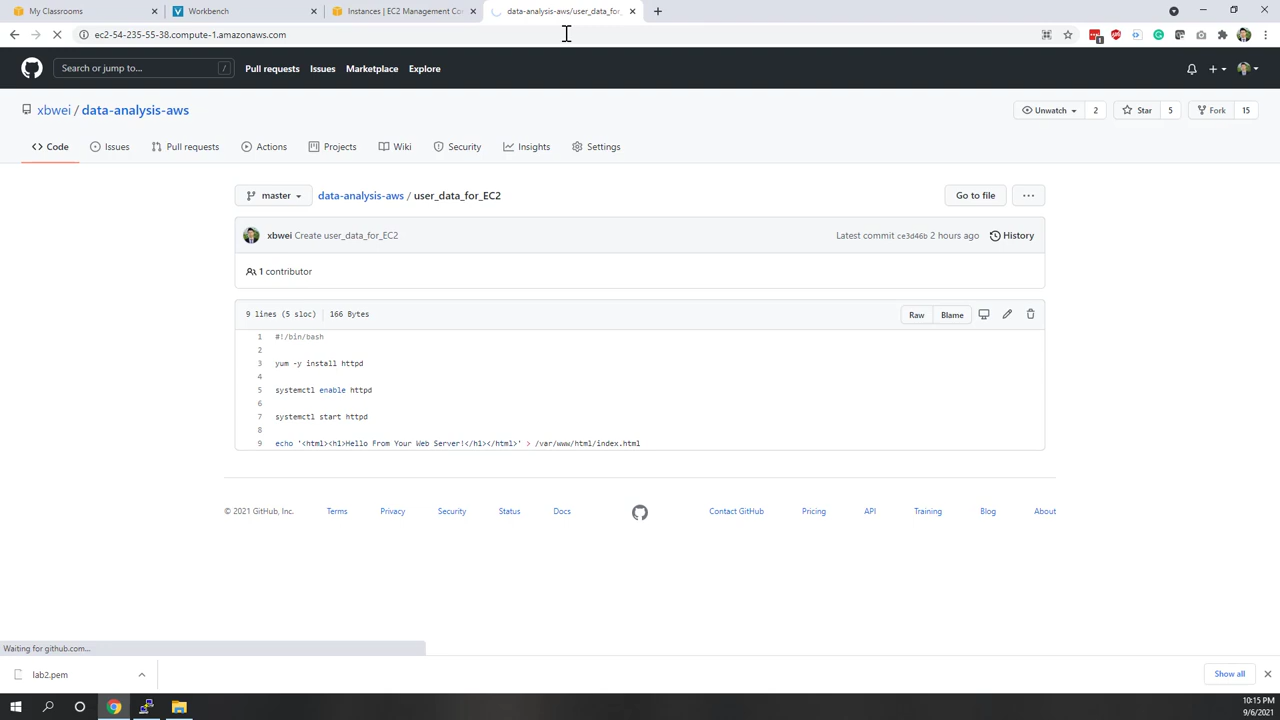 My Classrooms
Workbench
Instances | EC2 Management Co
data-analysis-aws/user_data_for_
ec2-54-235-55-38.compute-1.amazonaws.com
1
Search or jump to...
/
Pull requests
Issues
Marketplace
Explore
xbwei / data-analysis-aws
Unwatch
2
Star
5
Fork
15
Code
Issues
Pull requests
Actions
Projects
Wiki
Security
Insights
Settings
master
data-analysis-aws / user_data_for_EC2
Go to file
xbwei Create user_data_for_EC2
Latest commit ce3d46b 2 hours ago
History
1 contributor
9 lines (5 sloc) | 166 Bytes
Raw
Blame
1 #!/bin/bash
2
3 yum -y install httpd
4
5 systemctl enable httpd
6
7 systemctl start httpd
8
9 echo '<html><h1>Hello From Your Web Server!</h1></html>' > /var/www/html/index.html
© 2021 GitHub, Inc.
Terms
Privacy
Security
Status
Docs
Contact GitHub
Pricing
API
Training
Blog
About
Waiting for github.com...
lab2.pem
Show all
10:15 PM
9/6/2021